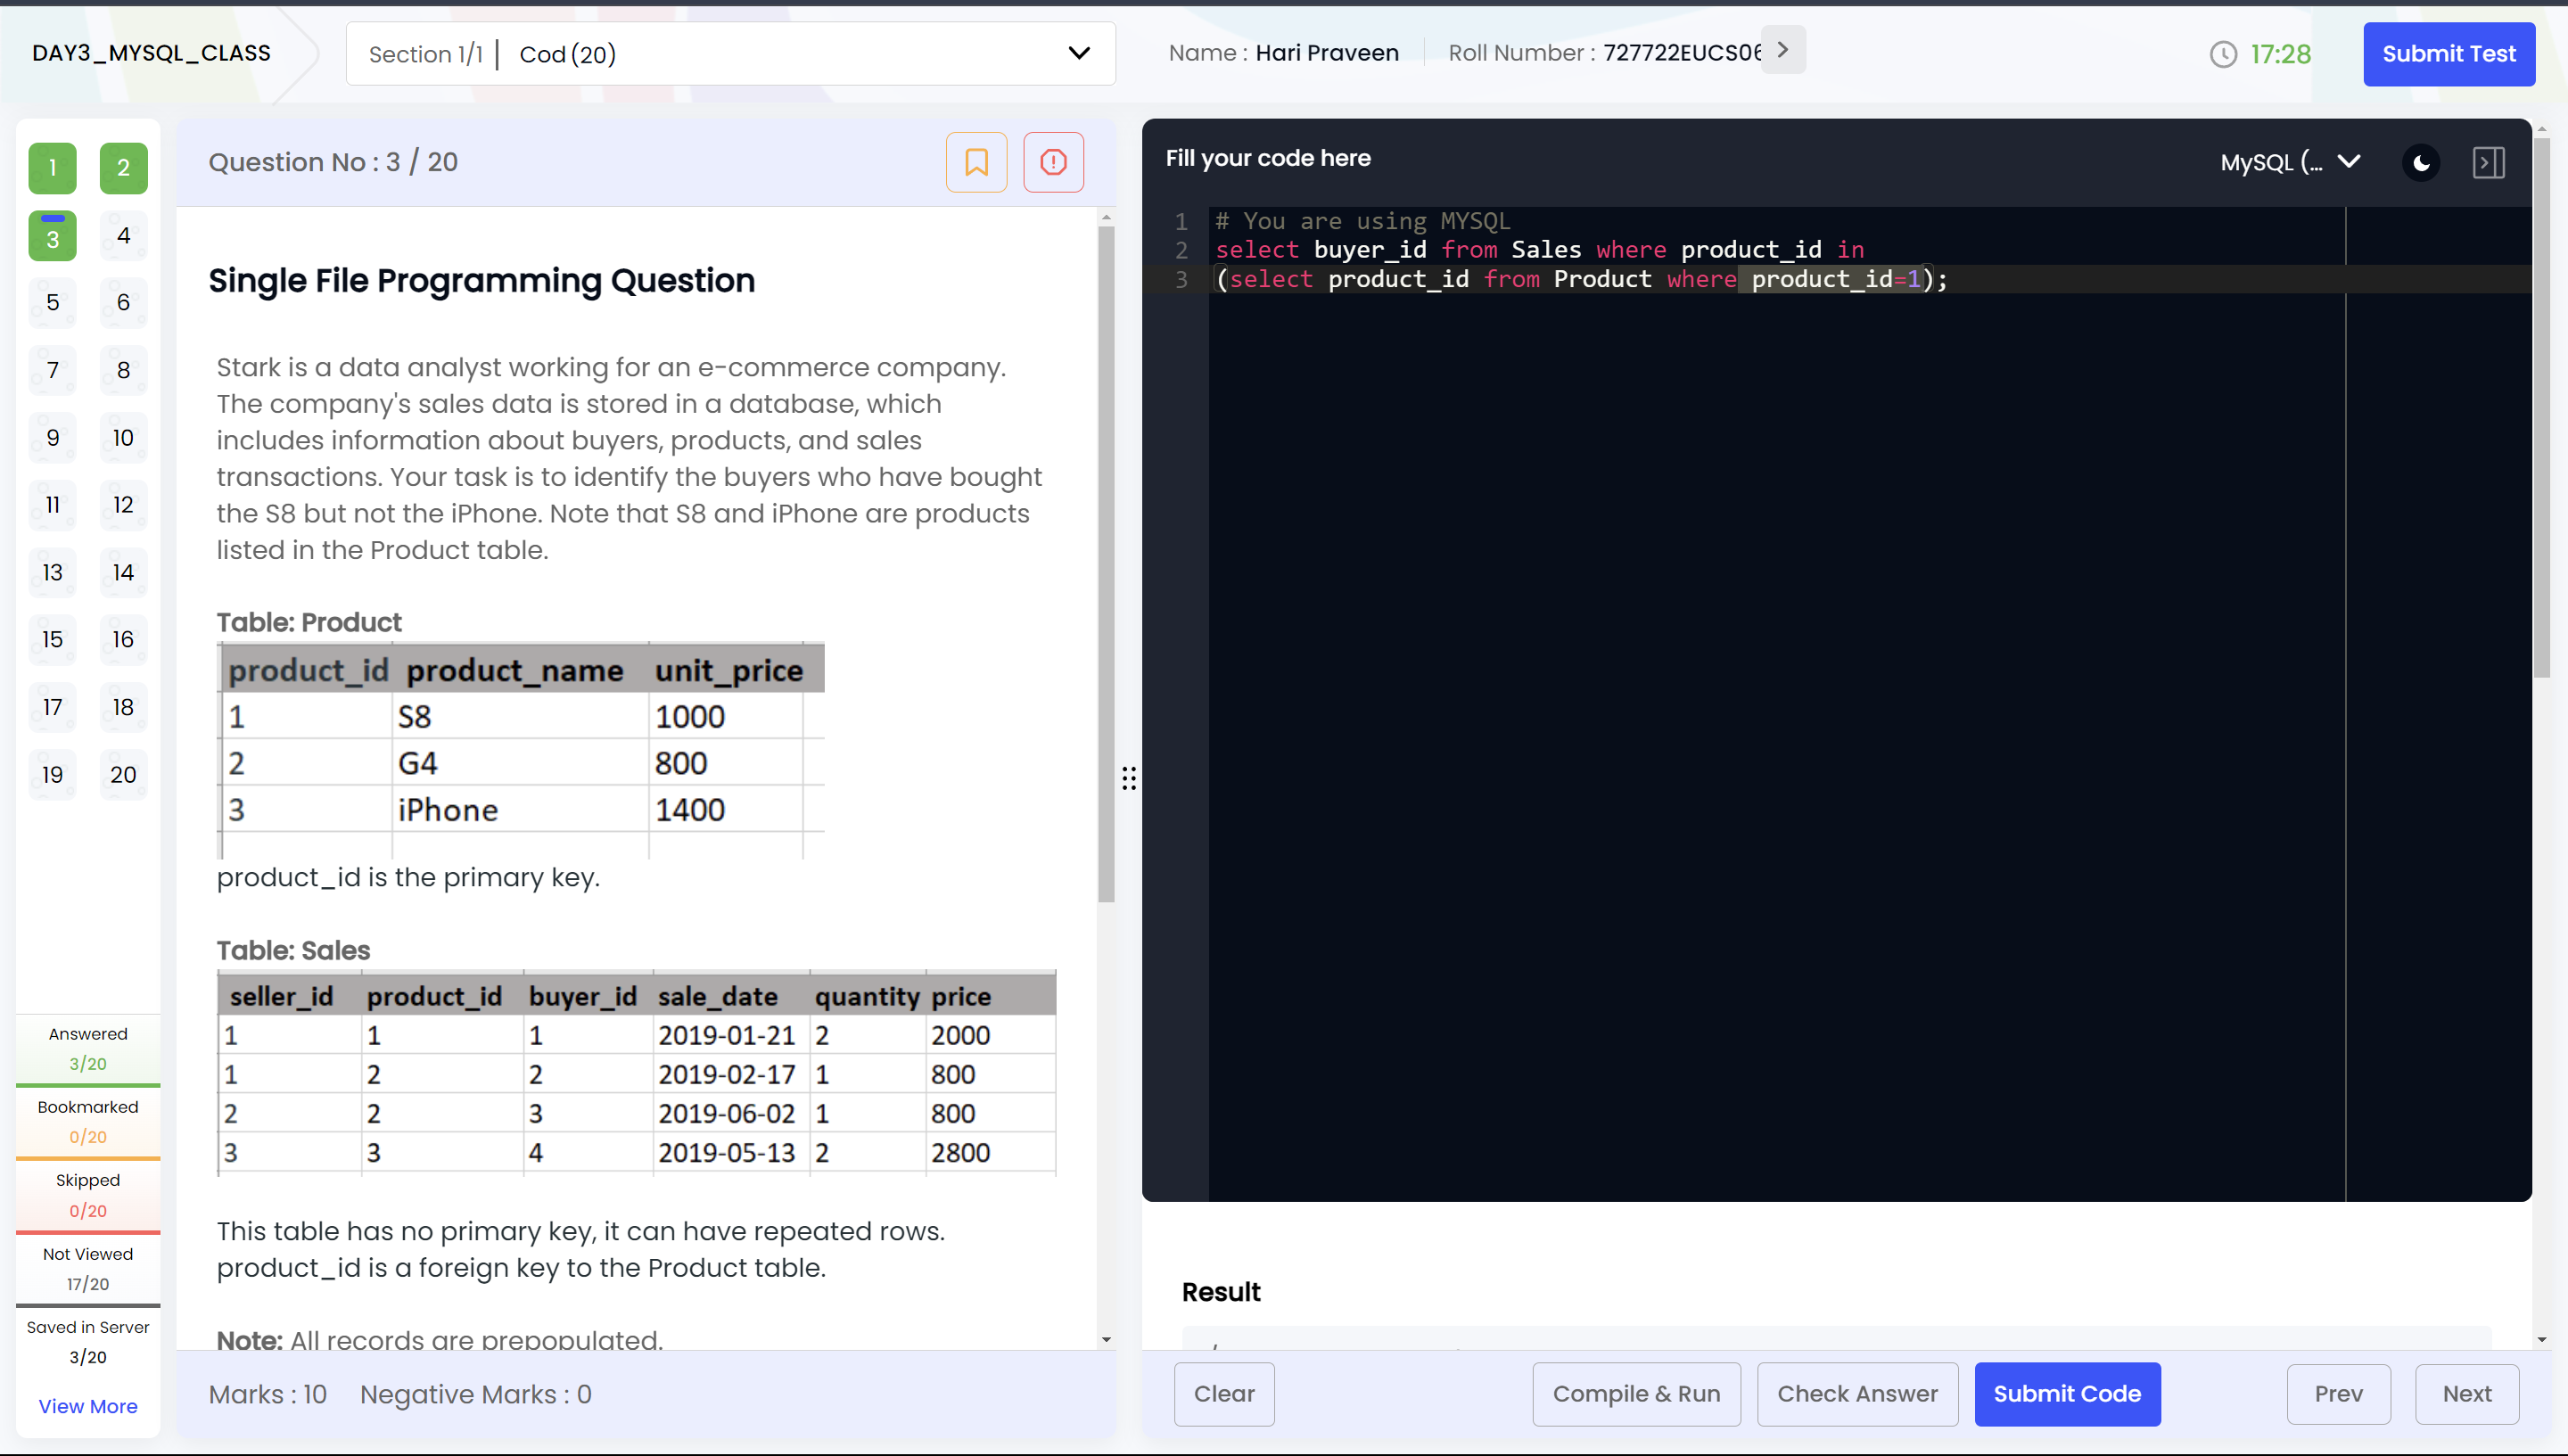 DAY3_MYSQL_CLASS
Section 1/1 | Cod (20)
Name : Hari Praveen
Roll Number : 727722EUCS06
17:28
Submit Test
1 2
3 4
5 6
7 8
9 10
11 12
13 14
15 16
17 18
19 20
Answered
3/20
Bookmarked
0/20
Skipped
0/20
Not Viewed
17/20
Saved in Server
3/20
View More
Question No : 3 / 20
Single File Programming Question
Stark is a data analyst working for an e-commerce company.
The company's sales data is stored in a database, which
includes information about buyers, products, and sales
transactions. Your task is to identify the buyers who have bought
the S8 but not the iPhone. Note that S8 and iPhone are products
listed in the Product table.
Table: Product
product_id product_name unit_price
1 S8 1000
2 G4 800
3 iPhone 1400
product_id is the primary key.
Table: Sales
seller_id product_id buyer_id sale_date quantity price
1 1 1 2019-01-21 2 2000
1 2 2 2019-02-17 1 800
2 2 3 2019-06-02 1 800
3 3 4 2019-05-13 2 2800
This table has no primary key, it can have repeated rows.
product_id is a foreign key to the Product table.
Note: All records are prepopulated.
Marks : 10 Negative Marks : 0
Fill your code here
MySQL (...
1 # You are using MYSQL
2 select buyer_id from Sales where product_id in
3 (select product_id from Product where product_id=1);
Result
Clear
Compile & Run
Check Answer
Submit Code
Prev
Next